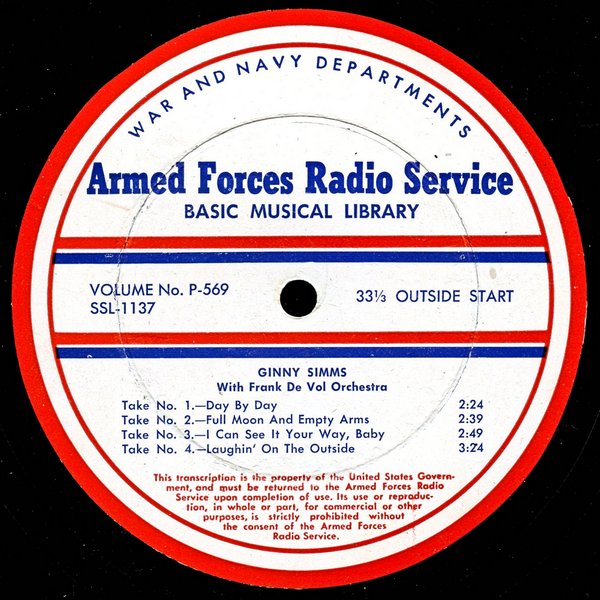 WAR AND NAVY DEPARTMENTS
Armed Forces Radio Service
BASIC MUSICAL LIBRARY
VOLUME No. P-569
SSL-1137
33⅓ OUTSIDE START
GINNY SIMMS
With Frank De Vol Orchestra
Take No. 1.—Day By Day 2:24
Take No. 2.—Full Moon And Empty Arms 2:39
Take No. 3.—I Can See It Your Way, Baby 2:49
Take No. 4.—Laughin' On The Outside 3:24
This transcription is the property of the United States Govern-
ment, and must be returned to the Armed Forces Radio
Service upon completion of use. Its use or reproduc-
tion, in whole or part, for commercial or other
purposes, is strictly prohibited without
the consent of the Armed Forces
Radio Service.